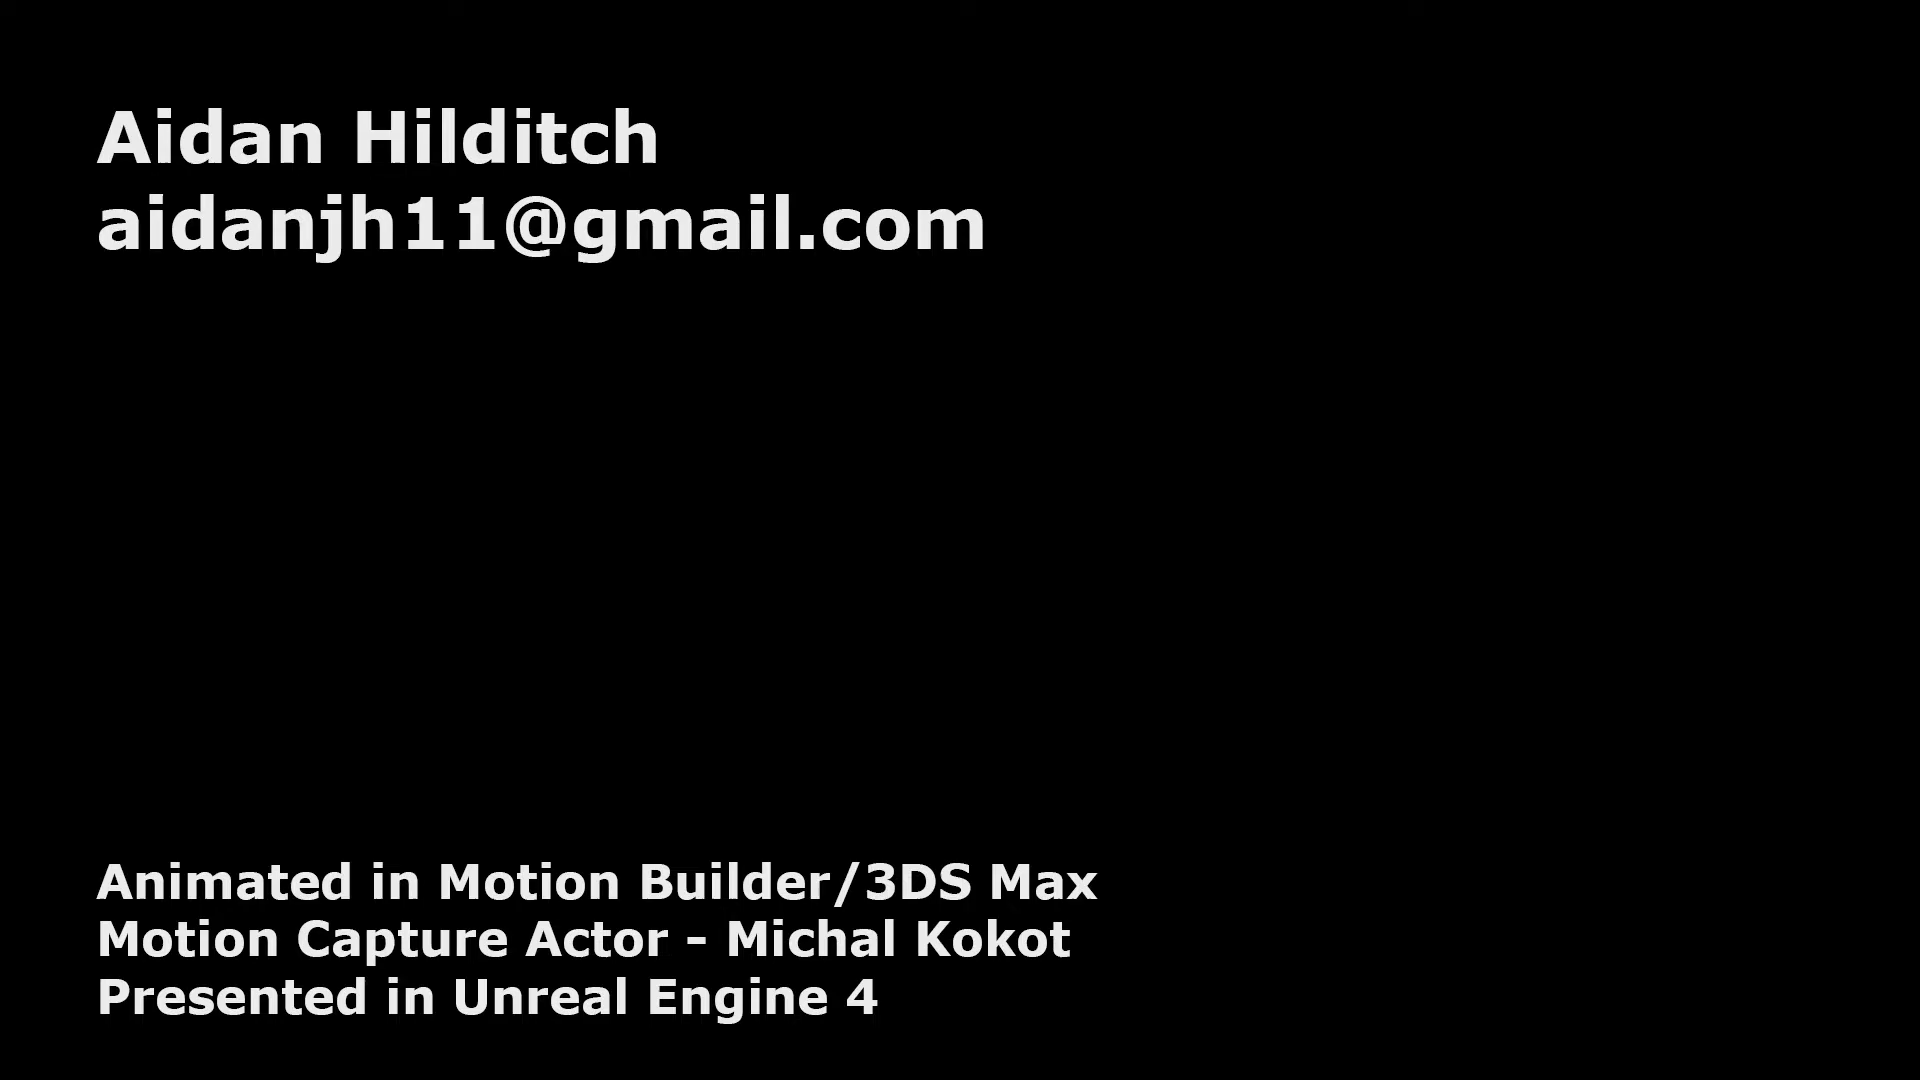 Aidan Hilditch
aidanjh11@gmail.com
Animated in Motion Builder/3DS Max
Motion Capture Actor - Michal Kokot
Presented in Unreal Engine 4